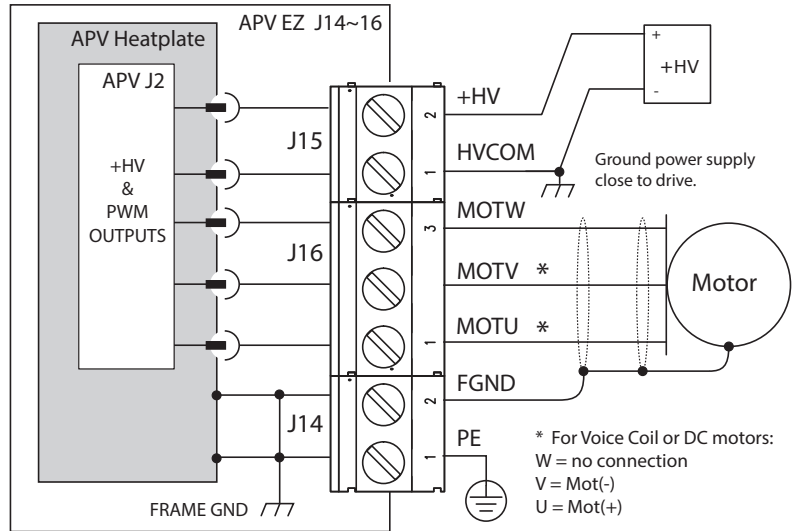 APV EZ J14~16
APV Heatplate
APV J2
+HV
&
PWM
OUTPUTS
J15
2
1
+HV
HVCOM
+
+HV
-
Ground power supply
close to drive.
J16
3
1
MOTW
MOTV *
MOTU *
Motor
J14
2
1
FGND
PE
FRAME GND
* For Voice Coil or DC motors:
W = no connection
V = Mot(-)
U = Mot(+)